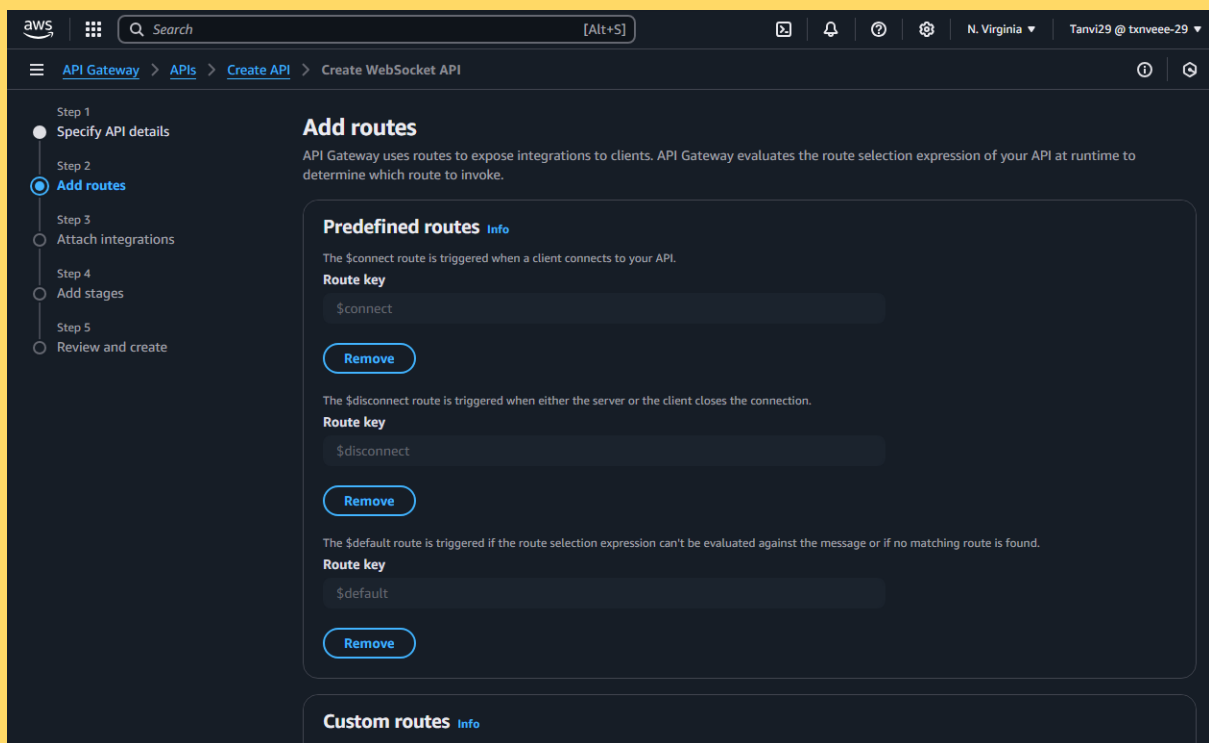 aws
Search [Alt+S] N. Virginia ▼ Tanvi29 @ txnveee-29 ▼
API Gateway > APIs > Create API > Create WebSocket API
Step 1
Specify API details
Step 2
Add routes
Step 3
Attach integrations
Step 4
Add stages
Step 5
Review and create
Add routes
API Gateway uses routes to expose integrations to clients. API Gateway evaluates the route selection expression of your API at runtime to
determine which route to invoke.
Predefined routes Info
The $connect route is triggered when a client connects to your API.
Route key
$connect
Remove
The $disconnect route is triggered when either the server or the client closes the connection.
Route key
$disconnect
Remove
The $default route is triggered if the route selection expression can't be evaluated against the message or if no matching route is found.
Route key
$default
Remove
Custom routes Info